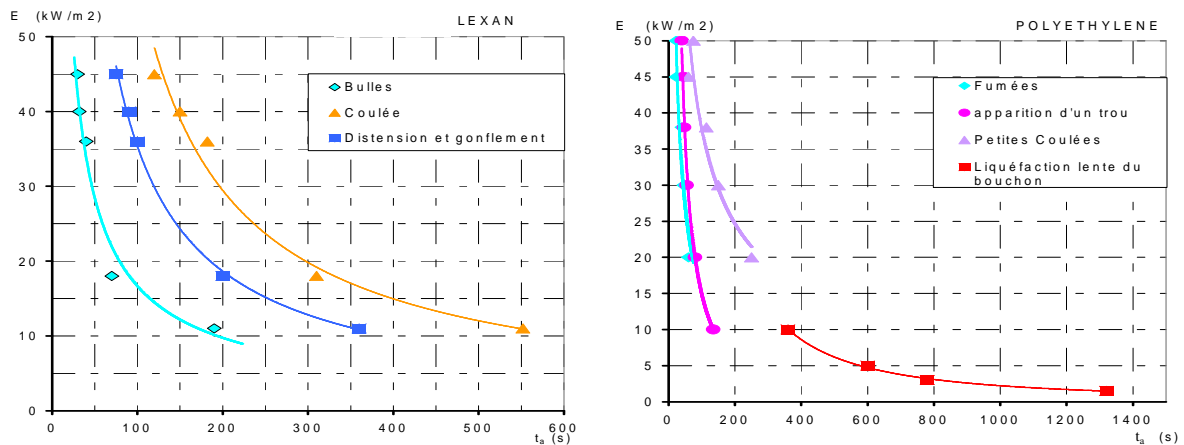 E (kW/m2)
LEXAN
50
40
30
20
10
0
0
100
200
300
400
500
600
ta (s)
Bulles
Coulée
Distension et gonflement
E (kW/m2)
POLYETHYLENE
50
45
40
35
30
25
20
15
10
5
0
0
200
400
600
800
1000
1200
1400
ta (s)
Fumées
apparition d'un trou
Petites Coulées
Liquéfaction lente du
bouchon